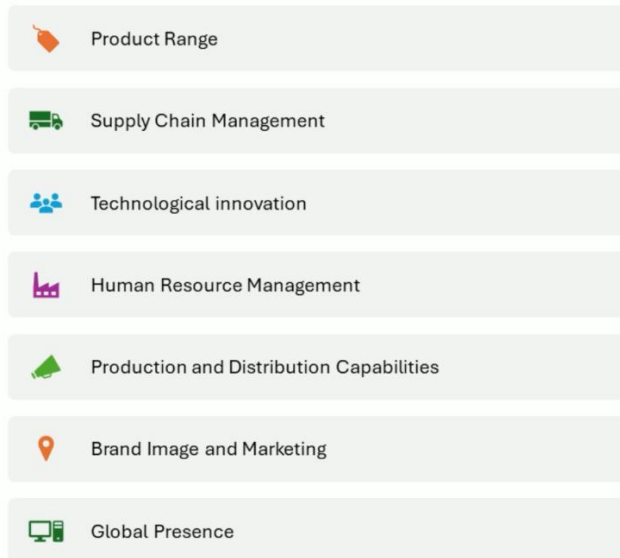 Product Range
Supply Chain Management
Technological innovation
Human Resource Management
Production and Distribution Capabilities
Brand Image and Marketing
Global Presence